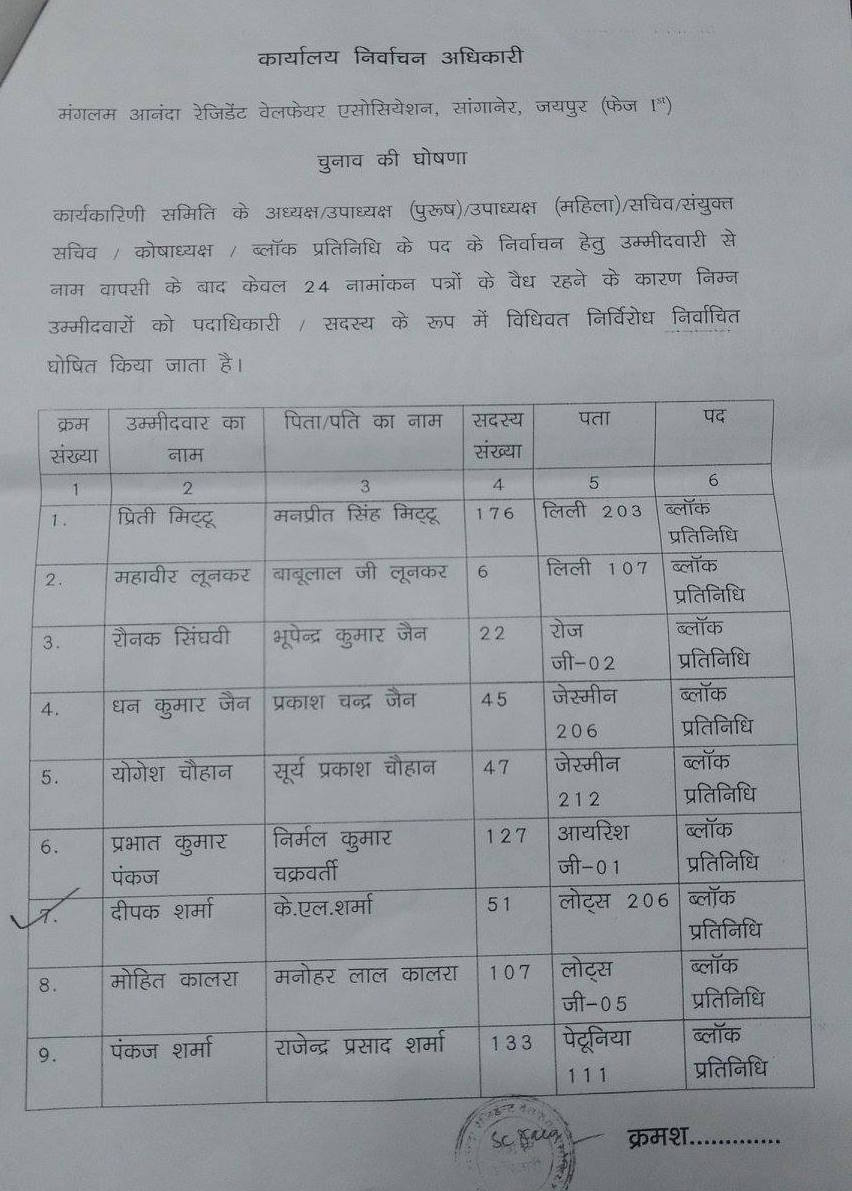 कार्यालय निर्वाचन अधिकारी
मंगलम आनंदा रेजिडेंट वेलफेयर एसोसियेशन, सांगानेर, जयपुर (फेज 1st)
चुनाव की घोषणा
कार्यकारिणी समिति के अध्यक्ष/उपाध्यक्ष (पुरूष)/उपाध्यक्ष (महिला)/सचिव/संयुक्त
सचिव / कोषाध्यक्ष / ब्लॉक प्रतिनिधि के पद के निर्वाचन हेतु उम्मीदवारी से
नाम वापसी के बाद केवल 24 नामांकन पत्रों के वैध रहने के कारण निम्न
उम्मीदवारों को पदाधिकारी / सदस्य के रूप में विधिवत निर्विरोध निर्वाचित
घोषित किया जाता है।
क्रम संख्या उम्मीदवार का नाम पिता/पति का नाम सदस्य संख्या पता पद
1 2 3 4 5 6
1. प्रिती मिट्टू मनप्रीत सिंह मिट्टू 176 लिली 203 ब्लॉक प्रतिनिधि
2. महावीर लूनकर बाबूलाल जी लूनकर 6 लिली 107 ब्लॉक प्रतिनिधि
3. रौनक सिंघवी भूपेन्द्र कुमार जैन 22 रोज जी-02 ब्लॉक प्रतिनिधि
4. धन कुमार जैन प्रकाश चन्द्र जैन 45 जेस्मीन 206 ब्लॉक प्रतिनिधि
5. योगेश चौहान सूर्य प्रकाश चौहान 47 जेस्मीन 212 ब्लॉक प्रतिनिधि
6. प्रभात कुमार पंकज निर्मल कुमार चक्रवर्ती 127 आयरिश जी-01 ब्लॉक प्रतिनिधि
7. दीपक शर्मा के.एल.शर्मा 51 लोट्स 206 ब्लॉक प्रतिनिधि
8. मोहित कालरा मनोहर लाल कालरा 107 लोट्स जी-05 ब्लॉक प्रतिनिधि
9. पंकज शर्मा राजेन्द्र प्रसाद शर्मा 133 पेटूनिया 111 ब्लॉक प्रतिनिधि
क्रमश.............